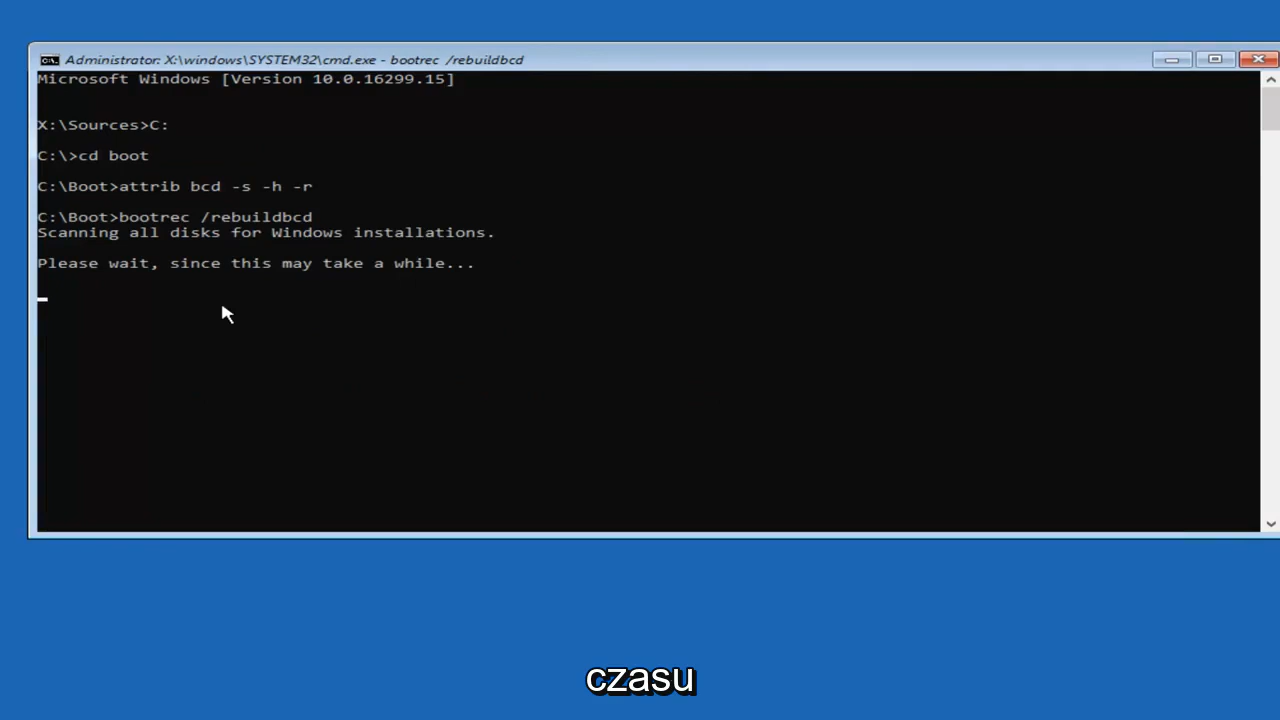 Administrator: X:\windows\SYSTEM32\cmd.exe - bootrec /rebuildbcd
Microsoft Windows [Version 10.0.16299.15]
X:\Sources>C:
C:\>cd boot
C:\Boot>attrib bcd -s -h -r
C:\Boot>bootrec /rebuildbcd
Scanning all disks for Windows installations.
Please wait, since this may take a while...
czasu